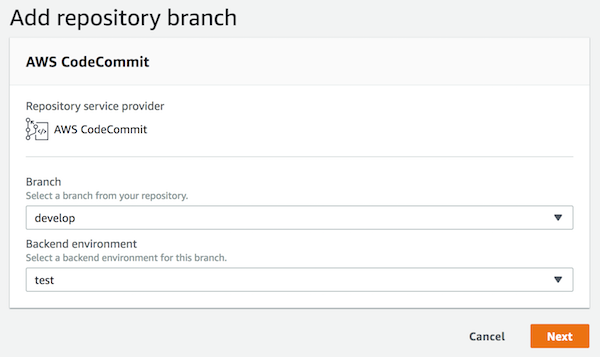 Add repository branch
AWS CodeCommit
Repository service provider
AWS CodeCommit
Branch
Select a branch from your repository.
develop
Backend environment
Select a backend environment for this branch.
test
Cancel
Next